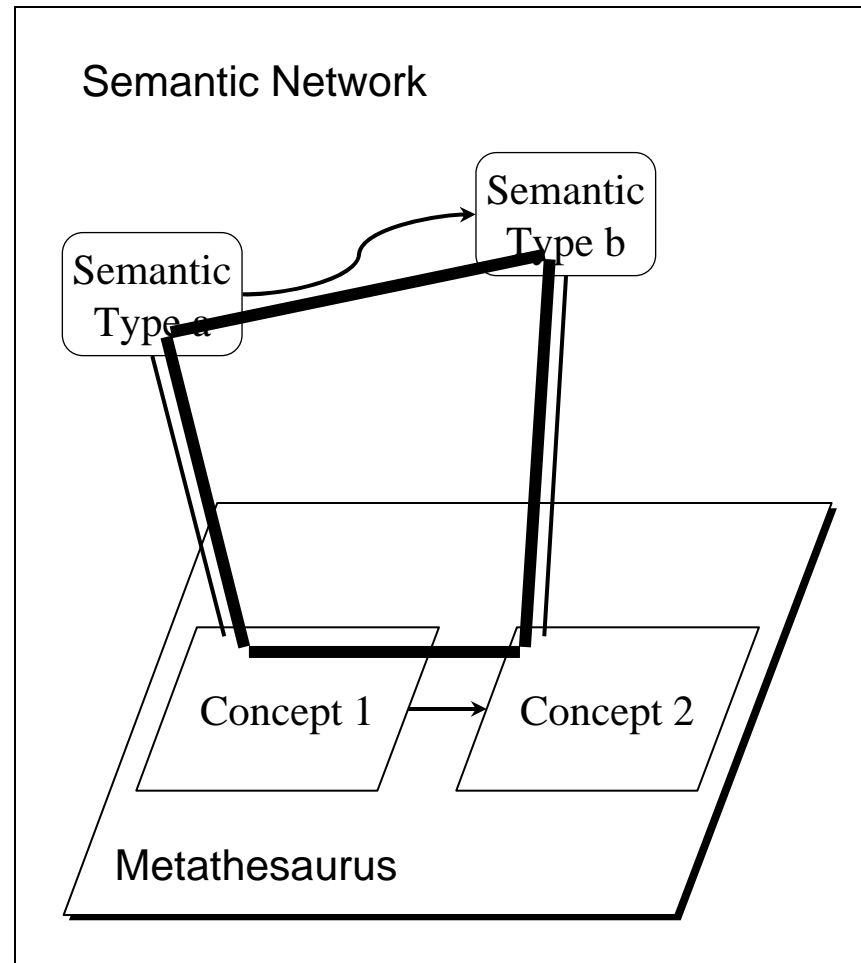 Semantic Network
Semantic
Type b
Semantic
Type a
Concept 1
Concept 2
Metathesaurus